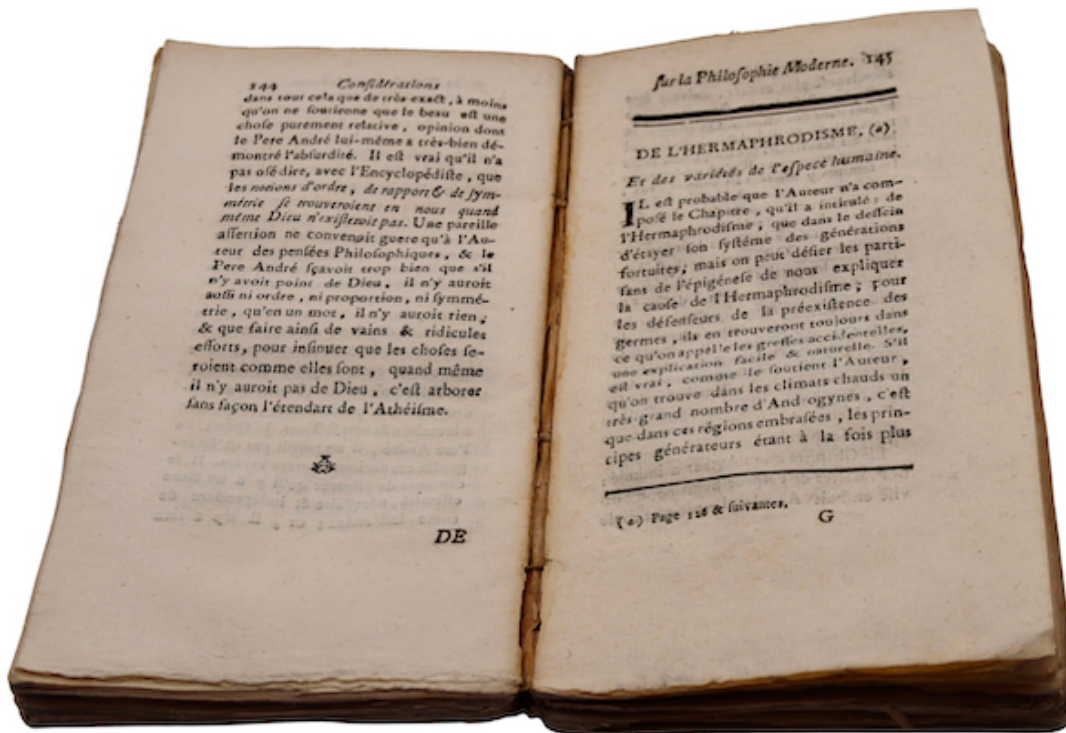 144 Considérations
dans tout cela que de très-exact, à moins
qu'on ne soutienne que le beau est une
chose purement relative, opinion dont
le Pere André lui-même a très-bien dé-
montré l'absurdité. Il est vrai qu'il n'a
pas osé dire, avec l'Encyclopédiste, que
les notions d'ordre, de rapport & de sym-
métrie se trouveroient en nous quand
même Dieu n'existeroit pas. Une pareille
assertion ne convenoit guere qu'à l'Au-
teur des pensées Philosophiques, & le
Pere André sçavoit trop bien que s'il
n'y avoit point de Dieu, il n'y auroit
aussi ni ordre, ni proportion, ni symmé-
trie, qu'en un mot, il n'y auroit rien;
& que faire ainsi de vains & ridicules
efforts, pour insinuer que les choses se-
roient comme elles sont, quand même
il n'y auroit pas de Dieu, c'est arborer
sans façon l'étendart de l'Athéisme.
DE
sur la Philosophie Moderne. 145
DE L'HERMAPHRODISME, (a)
Et des variétés de l'espece humaine.
IL est probable que l'Auteur n'a com-
posé le Chapitre, qu'il a intitulé: de
l'Hermaphrodisme, que dans le dessein
d'étayer son système des générations
fortuites; mais on peut défier les parti-
sans de l'épigénese de nous expliquer
la cause de l'Hermaphrodisme; pour
les défenseurs de la préexistence des
germes, ils en trouveront toujours dans
ce qu'on appelle les greffes accidentelles,
une explication facile & naturelle. S'il
est vrai, comme le soutient l'Auteur,
qu'on trouve dans les climats chauds un
très-grand nombre d'Androgynes, c'est
que dans ces régions embrasées, les prin-
cipes générateurs étant à la fois plus
(a) Page 126 & suivantes.
G